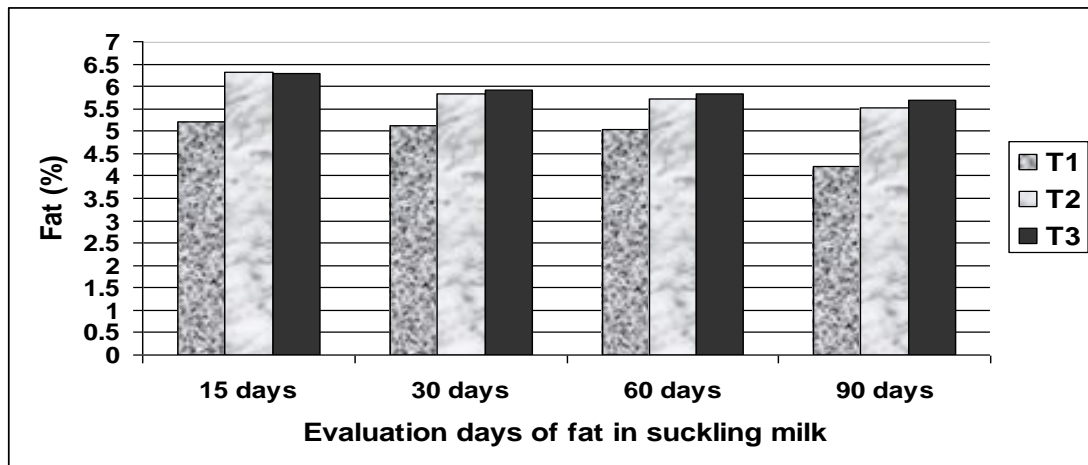 7
6.5
6
5.5
5
4.5
4
3.5
3
2.5
2
1.5
1
0.5
0
Fat (%)
15 days 30 days 60 days 90 days
Evaluation days of fat in suckling milk
T1
T2
T3